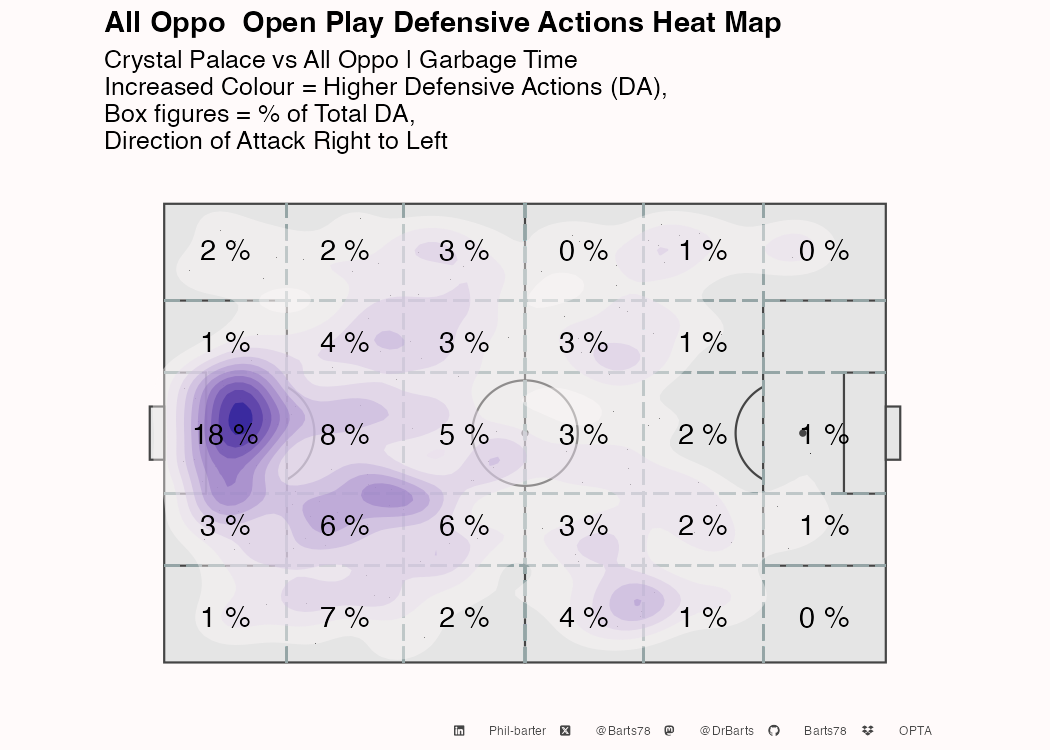 All Oppo  Open Play Defensive Actions Heat Map
Crystal Palace vs All Oppo | Garbage Time
Increased Colour = Higher Defensive Actions (DA),
Box figures = % of Total DA,
Direction of Attack Right to Left
2 % 2 % 3 % 0 % 1 % 0 %
1 % 4 % 3 % 3 % 1 %
18 % 8 % 5 % 3 % 2 % 1 %
3 % 6 % 6 % 3 % 2 % 1 %
1 % 7 % 2 % 4 % 1 % 0 %
Phil-barter @Barts78 @DrBarts Barts78 OPTA